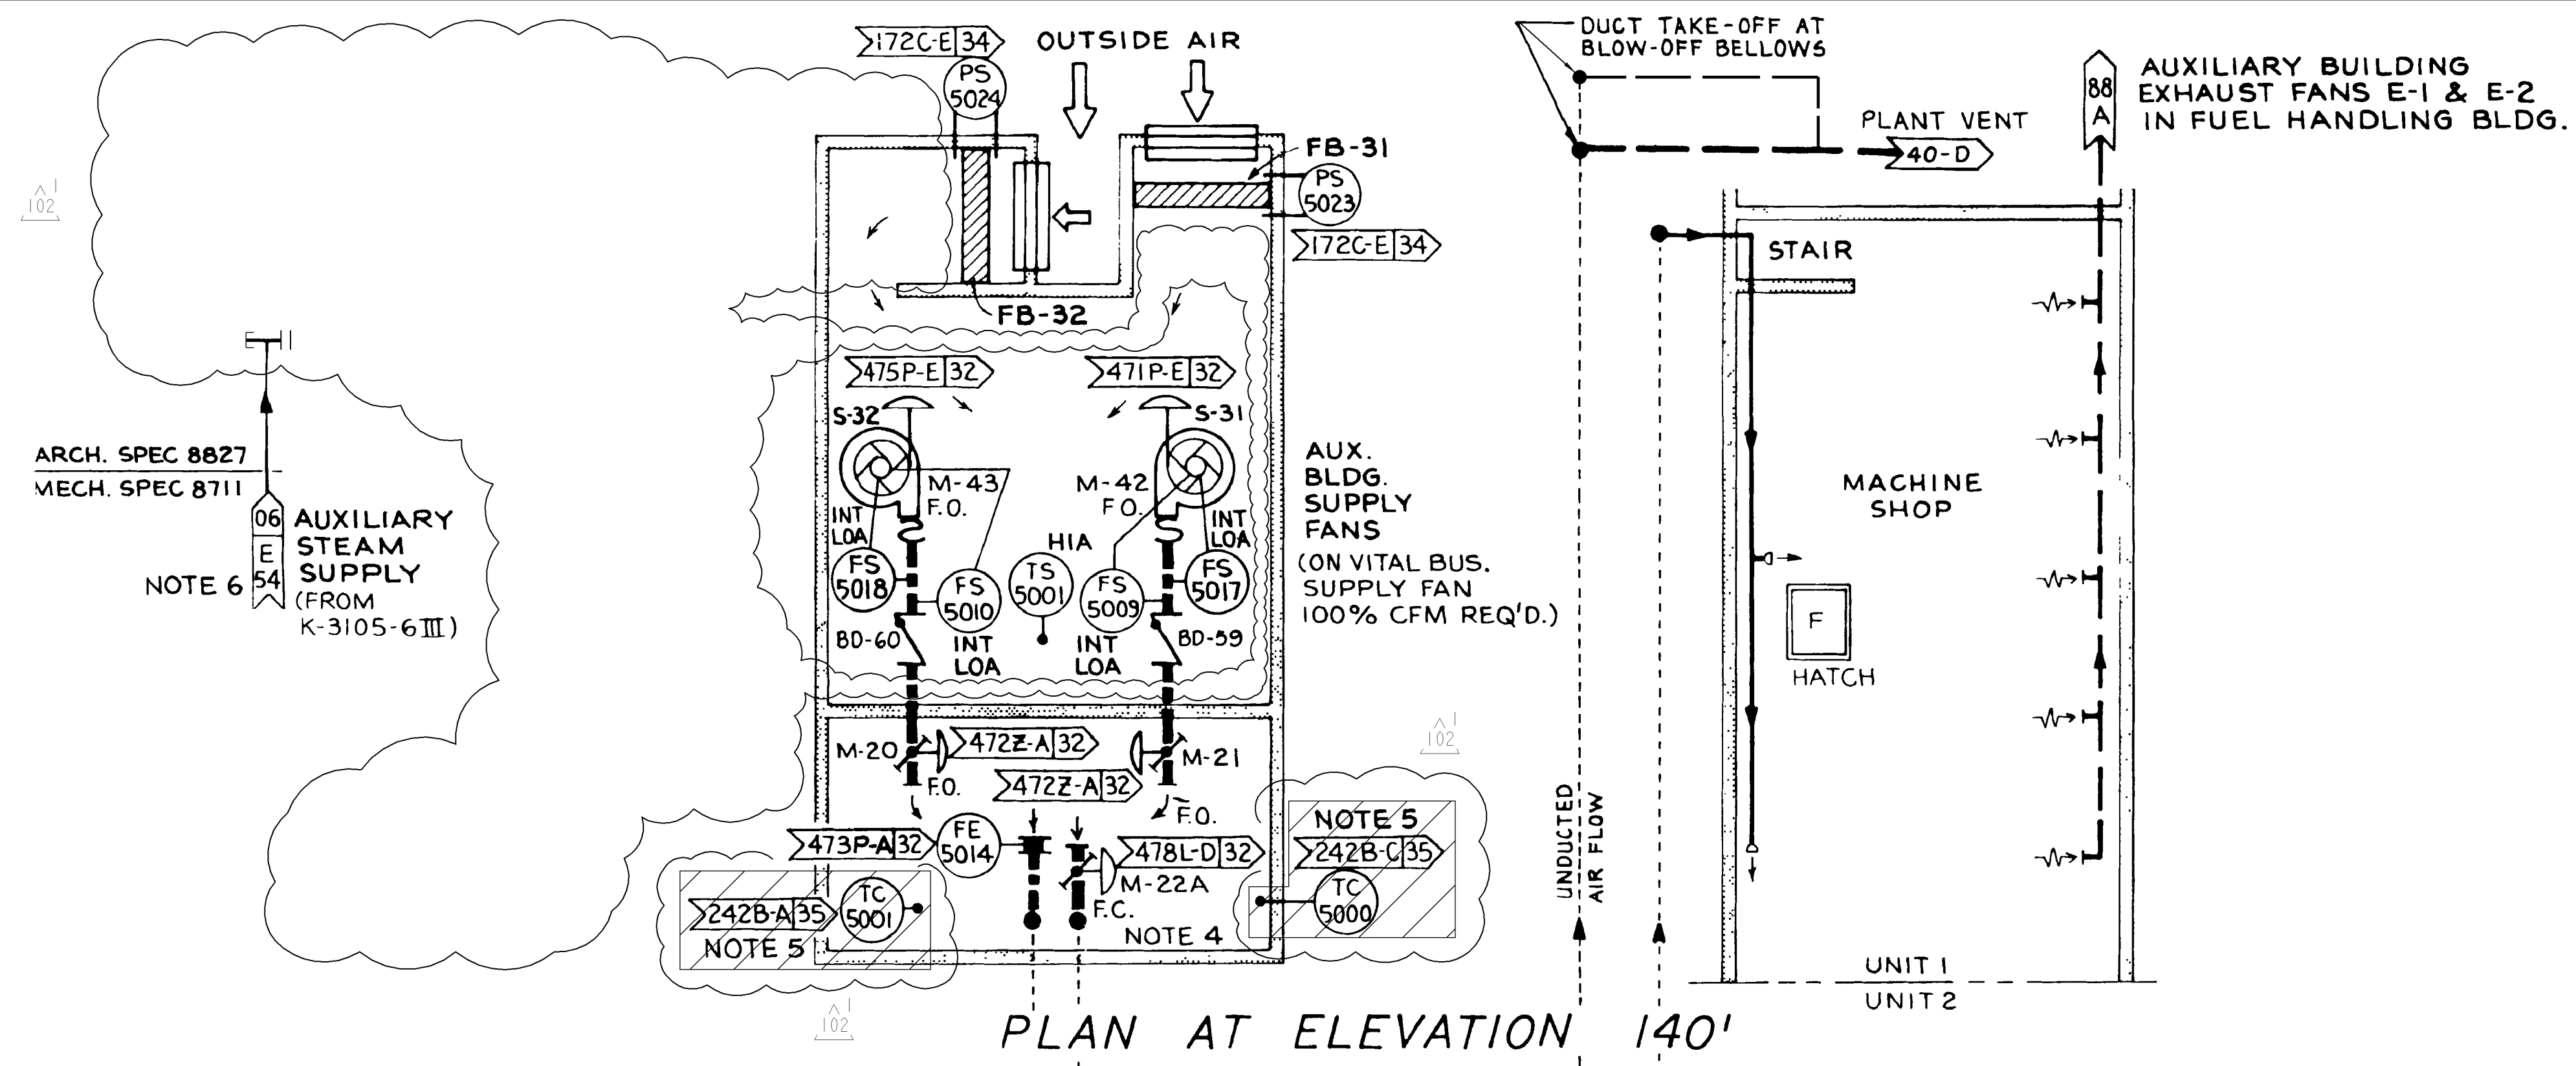 172C-E 34
OUTSIDE AIR
PS
5024
DUCT TAKE-OFF AT
BLOW-OFF BELLOWS
88
A
AUXILIARY BUILDING
EXHAUST FANS E-1 & E-2
IN FUEL HANDLING BLDG.
PLANT VENT
40-D
FB-31
PS
5023
172C-E 34
1
102
STAIR
FB-32
475P-E 32
471P-E 32
S-32
S-31
ARCH. SPEC 8827
MECH. SPEC 8711
06
E
54
AUXILIARY
STEAM
SUPPLY
(FROM
K-3105-6III)
NOTE 6
M-43
F.O.
M-42
F.O.
INT
LOA
INT
LOA
HIA
FS
5018
FS
5010
TS
5001
FS
5009
FS
5017
BD-60
INT
LOA
INT
LOA
BD-59
AUX.
BLDG.
SUPPLY
FANS
(ON VITAL BUS.
SUPPLY FAN
100% CFM REQ'D.)
MACHINE
SHOP
F
HATCH
M-20
472Z-A 32
M-21
F.O.
472Z-A 32
F.O.
1
102
473P-A 32
FE
5014
478L-D 32
M-22A
F.C.
NOTE 4
NOTE 5
242B-C 35
TC
5000
242B-A 35
TC
5001
NOTE 5
UNDUCTED
AIR FLOW
UNIT 1
UNIT 2
1
102
PLAN AT ELEVATION 140'